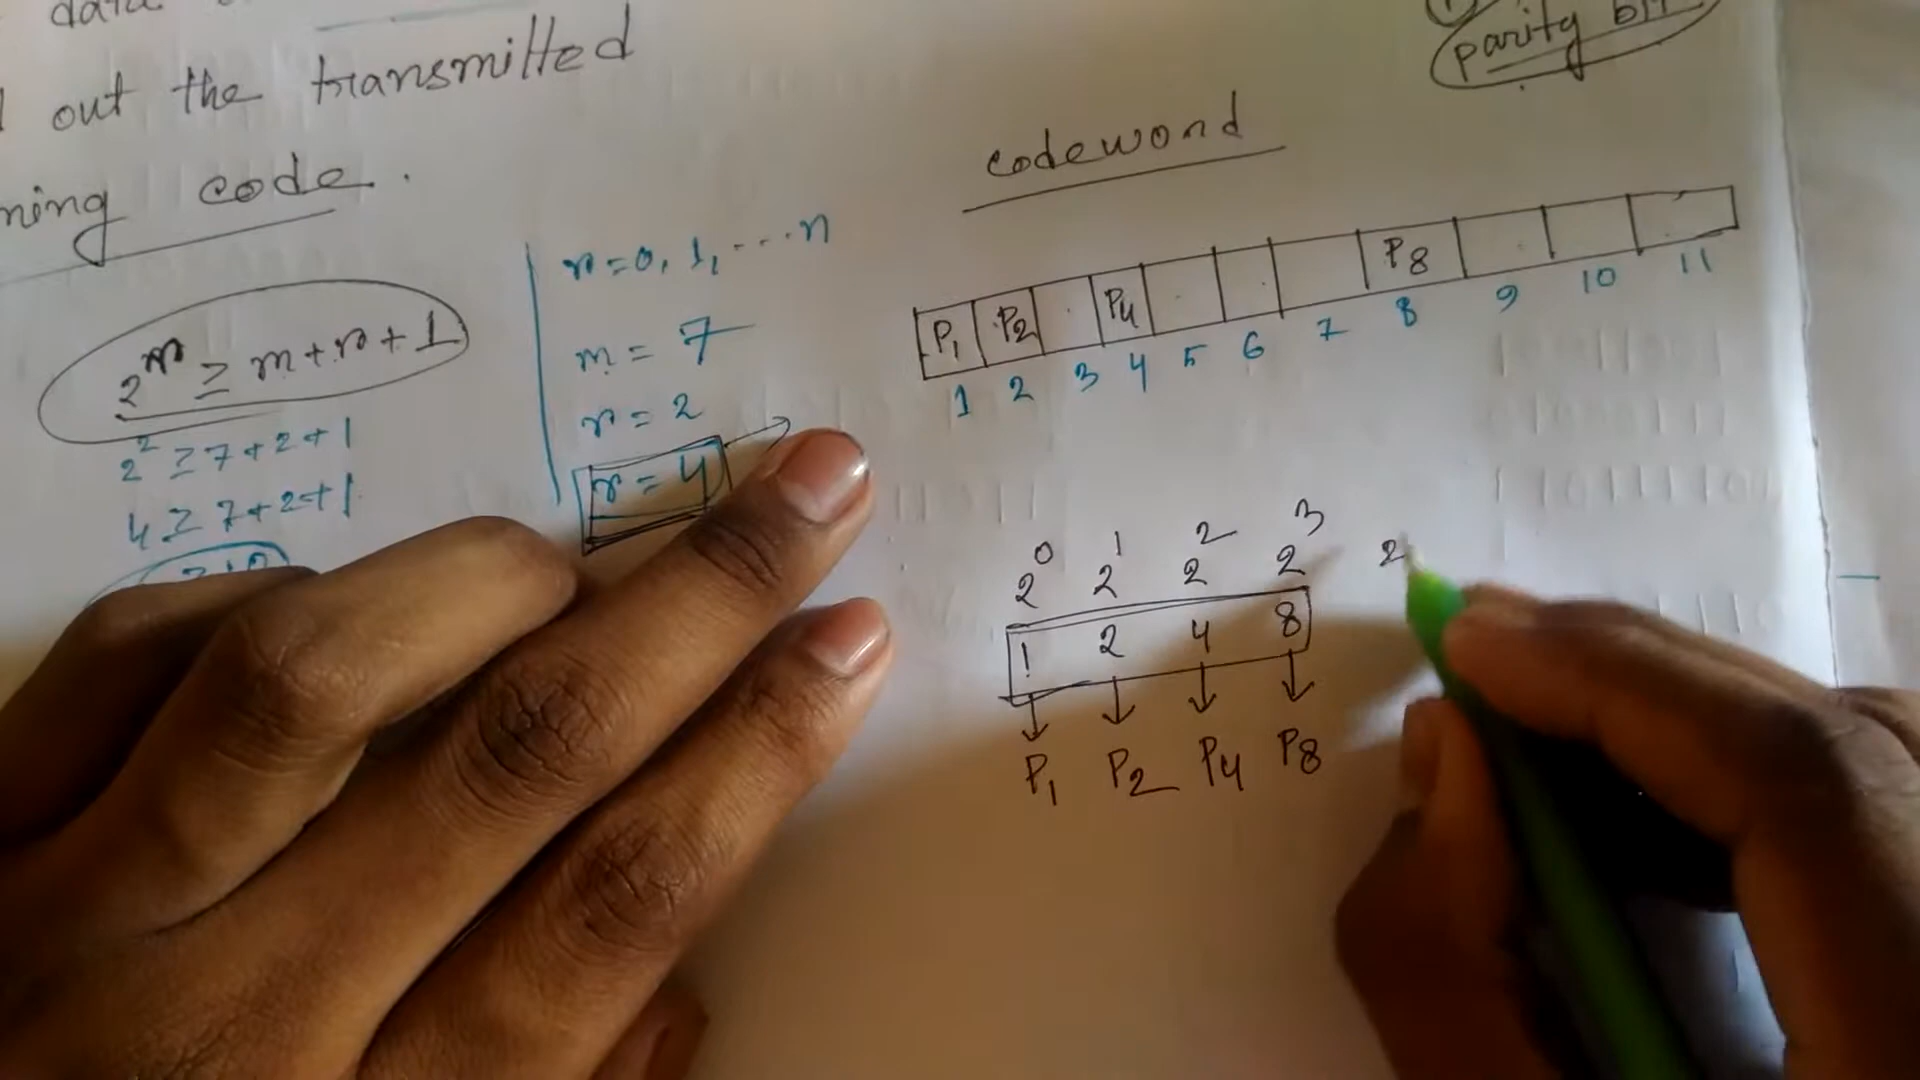 data
out the transmitted
ning code.
2^r ≥ m+r+1
2^2 ≥ 7+2+1
4 ≥ 7+2+1
r=0, 1, ...n
m = 7
r = 2
r = 4
parity bit
codeword
P1 P2 P4 P8
1 2 3 4 5 6 7 8 9 10 11
2^0 2^1 2^2 2^3 2
1 2 4 8
P1 P2 P4 P8